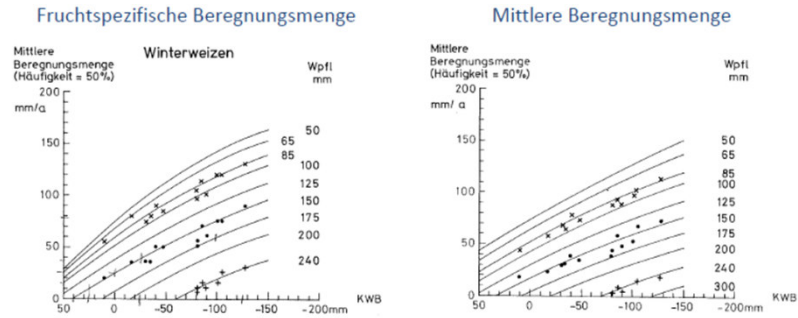 Fruchtspezifische Beregnungsmenge
Mittlere
Beregnungsmenge
(Häufigkeit = 50%)
Winterweizen
Wpfl
mm
200
mm/a
150
100
50
0
50
65
85
100
125
150
175
200
240
50
0
-50
-100
-150
-200mm
KWB
Mittlere Beregnungsmenge
Mittlere
Beregnungsmenge
(Häufigkeit = 50%)
Wpfl
mm
200
mm/a
150
100
50
0
50
65
85
100
125
150
175
200
240
300
50
0
-50
-100
-150
-200mm
KWB